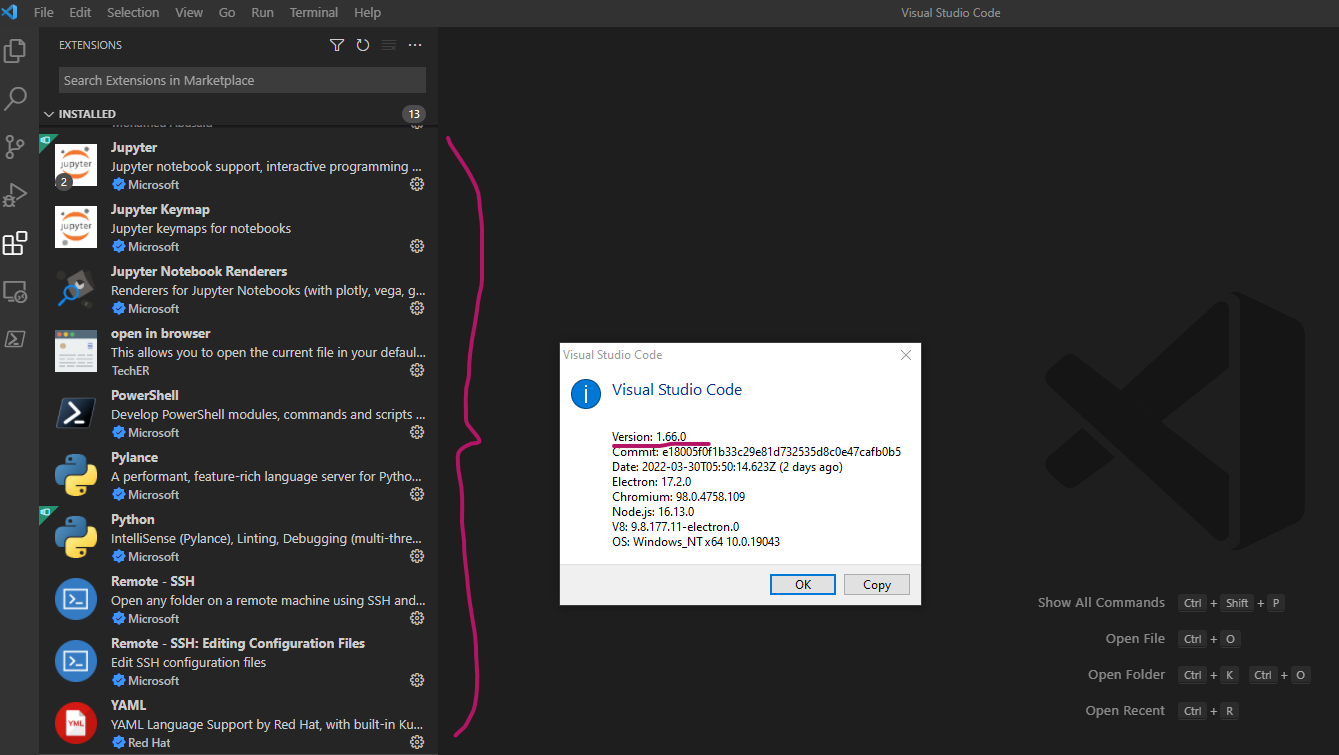 File Edit Selection View Go Run Terminal Help
Visual Studio Code
EXTENSIONS
Search Extensions in Marketplace
INSTALLED 13
Jupyter
Jupyter notebook support, interactive programming ...
Microsoft
jupyter
2
Jupyter Keymap
Jupyter keymaps for notebooks
Microsoft
jupyter
Jupyter Notebook Renderers
Renderers for Jupyter Notebooks (with plotly, vega, g...
Microsoft
open in browser
This allows you to open the current file in your defaul...
TechER
PowerShell
Develop PowerShell modules, commands and scripts ...
Microsoft
Pylance
A performant, feature-rich language server for Pytho...
Microsoft
Python
IntelliSense (Pylance), Linting, Debugging (multi-thre...
Microsoft
Remote - SSH
Open any folder on a remote machine using SSH and...
Microsoft
Remote - SSH: Editing Configuration Files
Edit SSH configuration files
Microsoft
YAML
YAML Language Support by Red Hat, with built-in Ku...
Red Hat
YML
Visual Studio Code
Visual Studio Code
Version: 1.66.0
Commit: e18005f0f1b33c29e81d732535d8c0e47cafb0b5
Date: 2022-03-30T05:50:14.623Z (2 days ago)
Electron: 17.2.0
Chromium: 98.0.4758.109
Node.js: 16.13.0
V8: 9.8.177.11-electron.0
OS: Windows_NT x64 10.0.19043
OK Copy
Show All Commands Ctrl + Shift + P
Open File Ctrl + O
Open Folder Ctrl + K Ctrl + O
Open Recent Ctrl + R